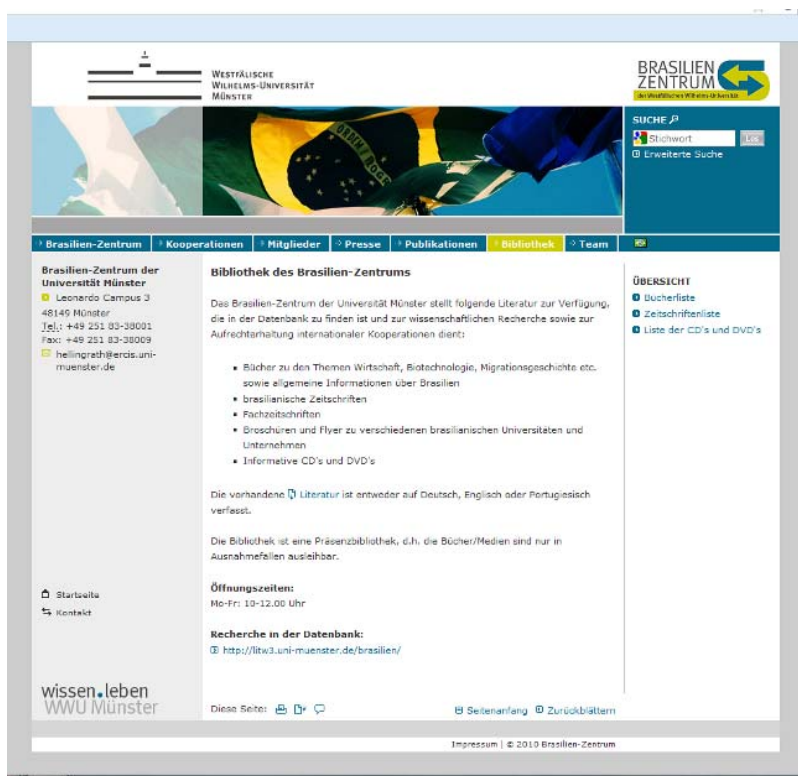 WESTFÄLISCHE
WILHELMS-UNIVERSITÄT
MÜNSTER
BRASILIEN
ZENTRUM
der Westfälischen Wilhelms-Universität
SUCHE
Stichwort Los
Erweiterte Suche
Brasilien-Zentrum Kooperationen Mitglieder Presse Publikationen Bibliothek Team
Brasilien-Zentrum der
Universität Münster
Leonardo Campus 3
48149 Münster
Tel.: +49 251 83-38001
Fax: +49 251 83-38009
hellingrath@ercis.uni-
muenster.de
Startseite
Kontakt
wissen.leben
WWU Münster
Bibliothek des Brasilien-Zentrums
Das Brasilien-Zentrum der Universität Münster stellt folgende Literatur zur Verfügung,
die in der Datenbank zu finden ist und zur wissenschaftlichen Recherche sowie zur
Aufrechterhaltung internationaler Kooperationen dient:
▪ Bücher zu den Themen Wirtschaft, Biotechnologie, Migrationsgeschichte etc.
sowie allgemeine Informationen über Brasilien
▪ brasilianische Zeitschriften
▪ Fachzeitschriften
▪ Broschüren und Flyer zu verschiedenen brasilianischen Universitäten und
Unternehmen
▪ Informative CD's und DVD's
Die vorhandene Literatur ist entweder auf Deutsch, Englisch oder Portugiesisch
verfasst.
Die Bibliothek ist eine Präsenzbibliothek, d.h. die Bücher/Medien sind nur in
Ausnahmefällen ausleihbar.
Öffnungszeiten:
Mo-Fr: 10-12.00 Uhr
Recherche in der Datenbank:
http://litw3.uni-muenster.de/brasilien/
Diese Seite:
Seitenanfang Zurückblättern
ÜBERSICHT
Bücherliste
Zeitschriftenliste
Liste der CD's und DVD's
Impressum | © 2010 Brasilien-Zentrum